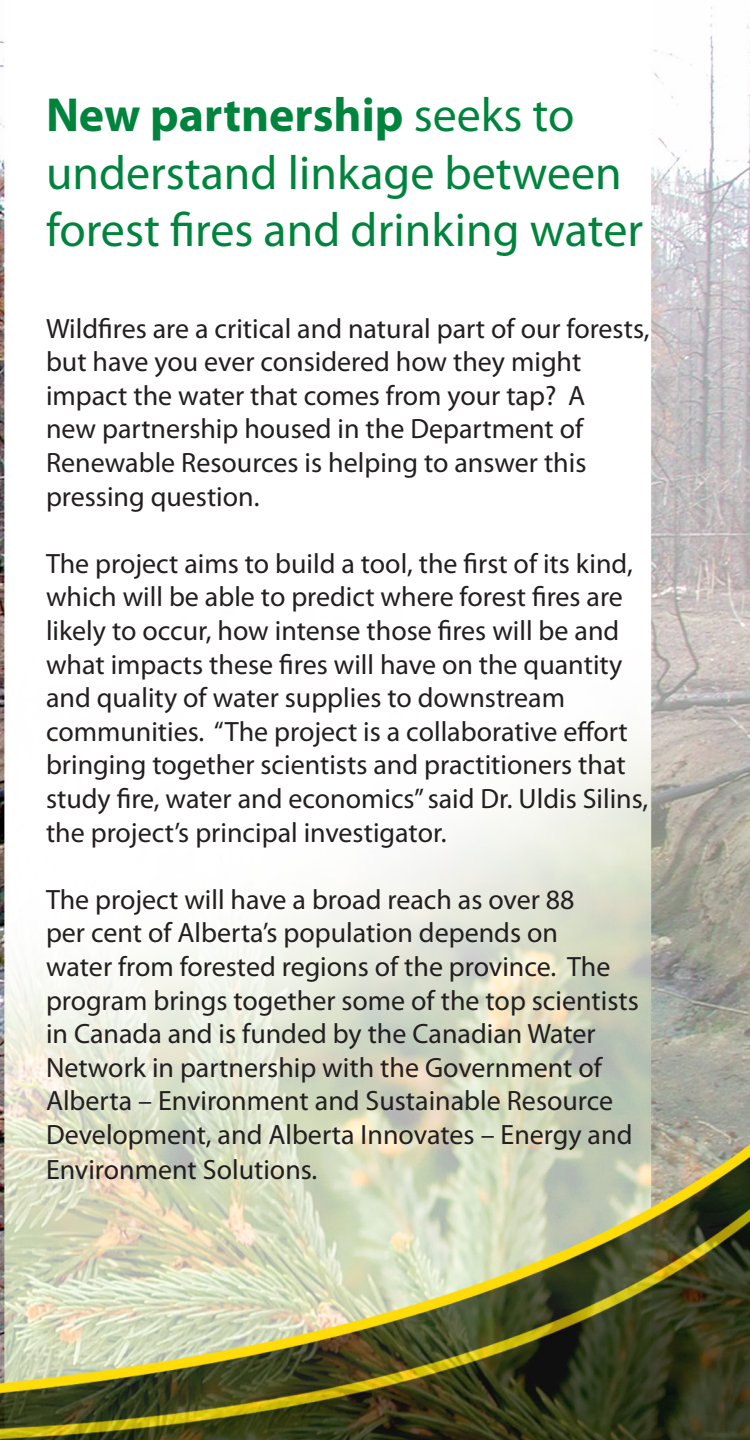 New partnership seeks to
understand linkage between
forest fires and drinking water
Wildfires are a critical and natural part of our forests,
but have you ever considered how they might
impact the water that comes from your tap?  A
new partnership housed in the Department of
Renewable Resources is helping to answer this
pressing question.
The project aims to build a tool, the first of its kind,
which will be able to predict where forest fires are
likely to occur, how intense those fires will be and
what impacts these fires will have on the quantity
and quality of water supplies to downstream
communities.  “The project is a collaborative effort
bringing together scientists and practitioners that
study fire, water and economics” said Dr. Uldis Silins,
the project’s principal investigator.
The project will have a broad reach as over 88
per cent of Alberta’s population depends on
water from forested regions of the province.  The
program brings together some of the top scientists
in Canada and is funded by the Canadian Water
Network in partnership with the Government of
Alberta – Environment and Sustainable Resource
Development, and Alberta Innovates – Energy and
Environment Solutions.